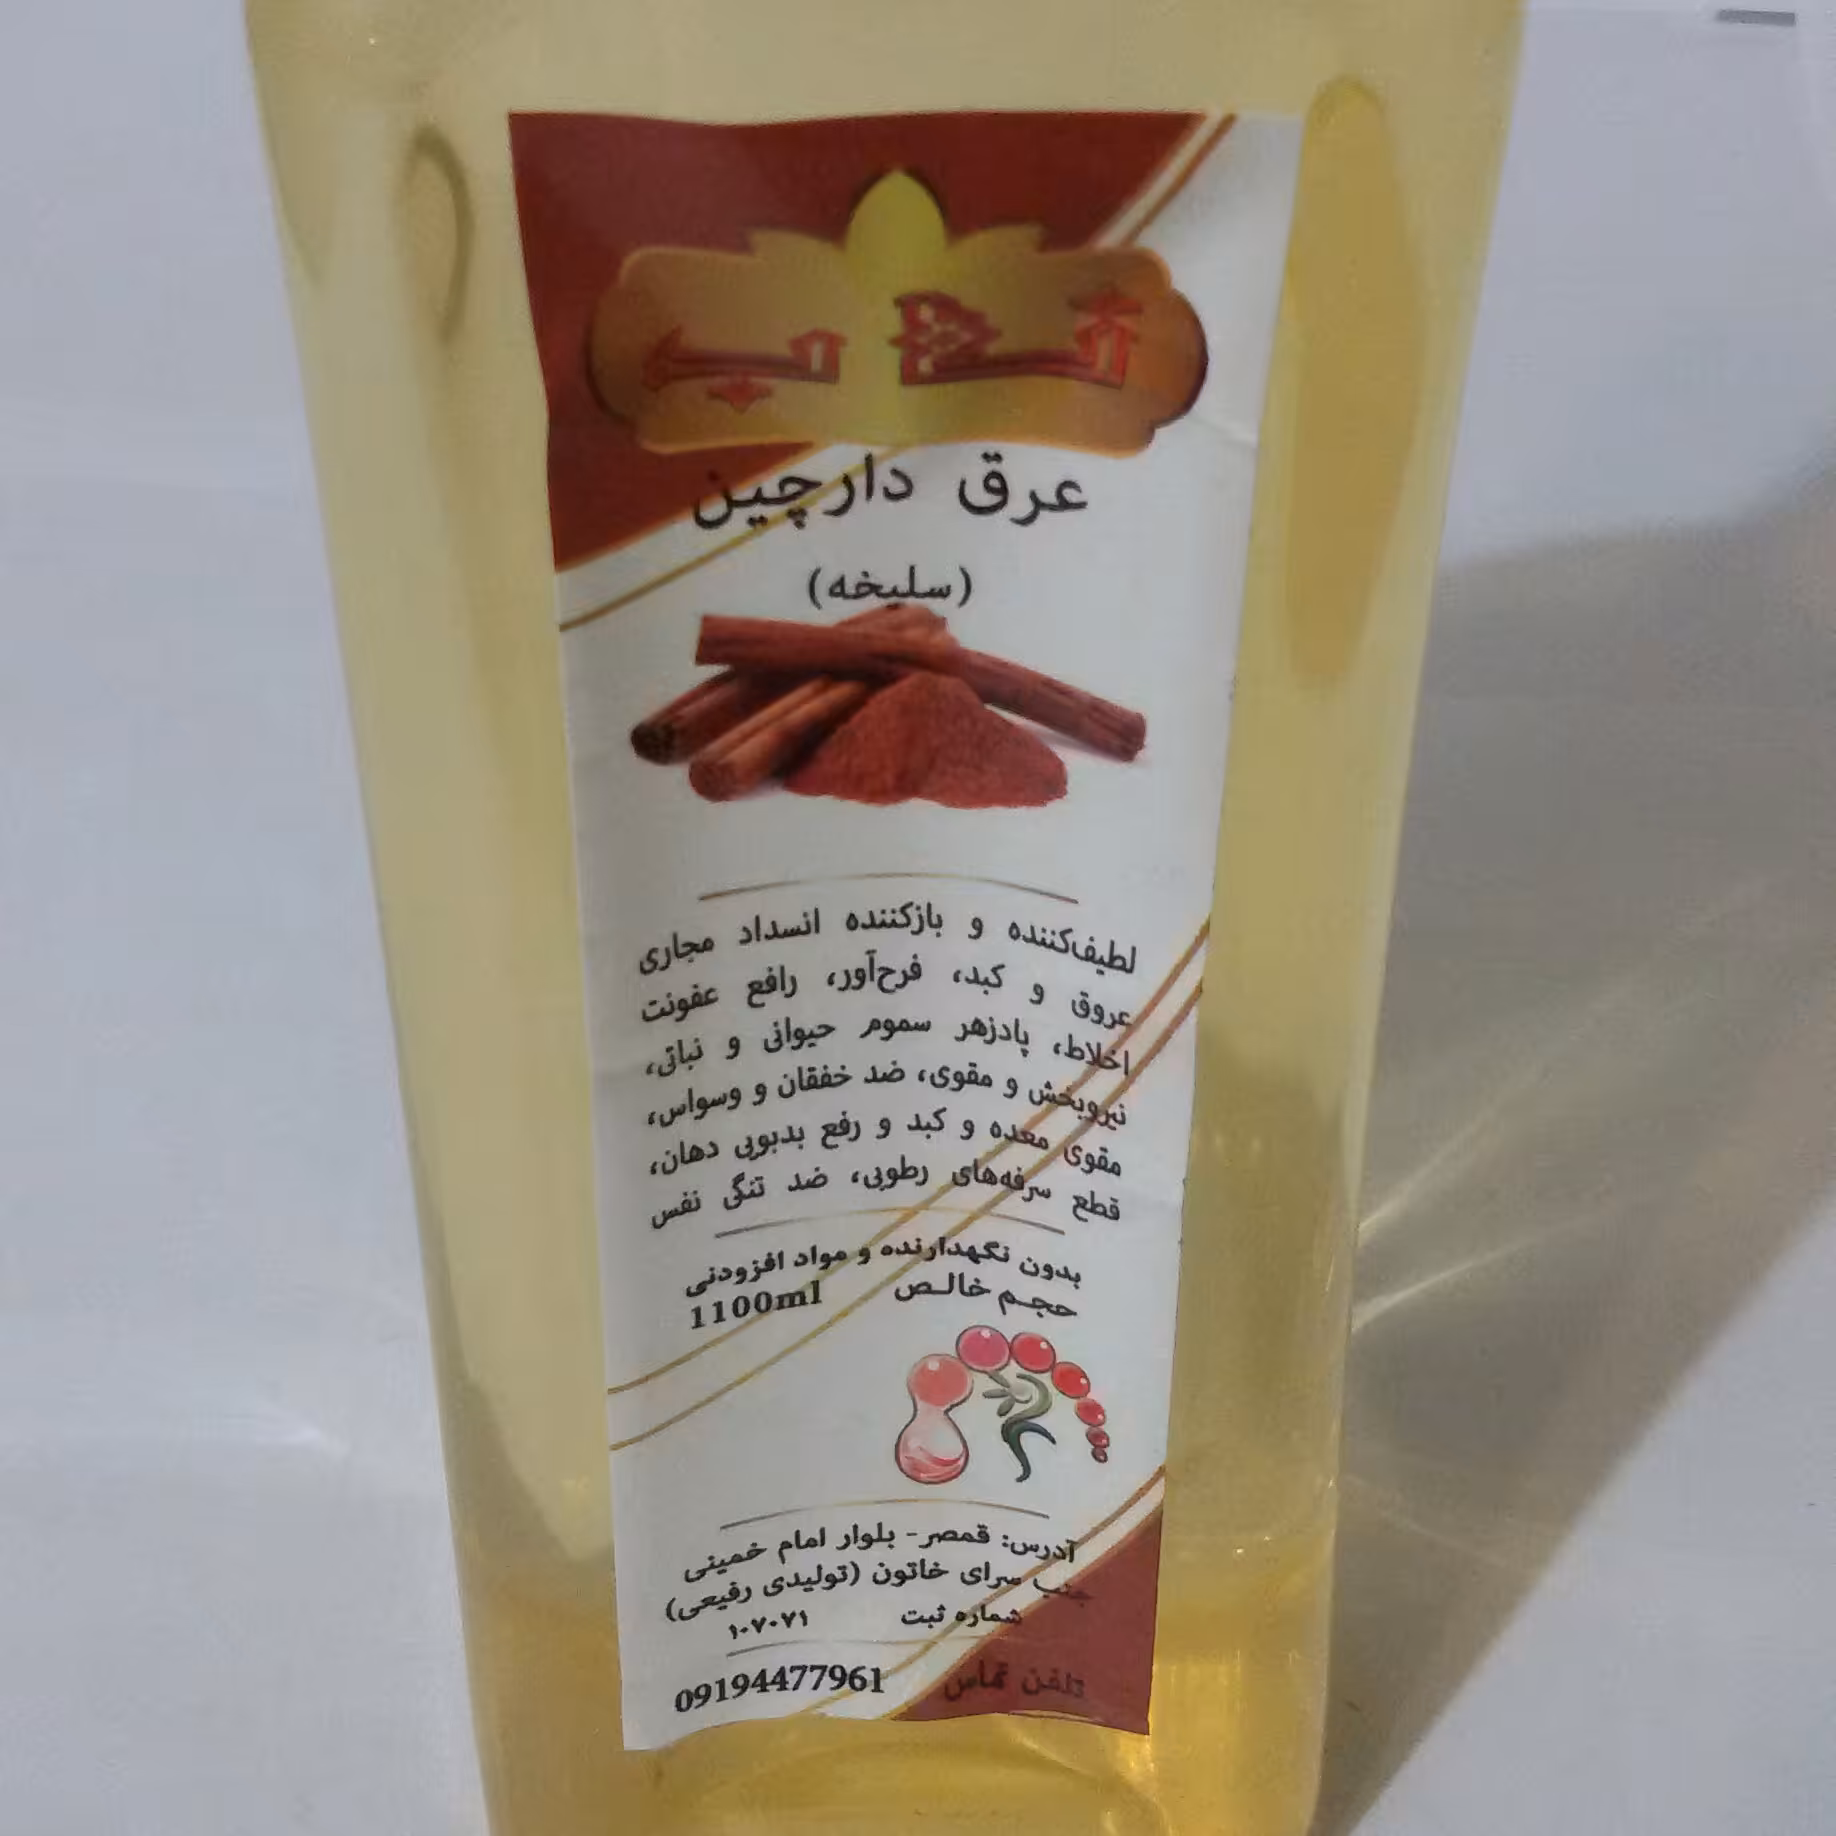 عرق دارچین
(سلیخه)
لطیف‌کننده و بازکننده انسداد مجاری
عروق و کبد، فرح‌آور، رافع عفونت
اخلاط، پادزهر سموم حیوانی و نباتی،
نیروبخش و مقوی، ضد خفقان و وسواس،
مقوی معده و کبد و رفع بدبویی دهان،
قطع سرفه‌های رطوبی، ضد تنگی نفس
بدون نگهدارنده و مواد افزودنی
حجم خالص 1100ml
آدرس: قمصر- بلوار امام خمینی
جنب سرای خاتون (تولیدی رفیعی)
شماره ثبت ۱۰۷۰۷۱
تلفن تماس 09194477961